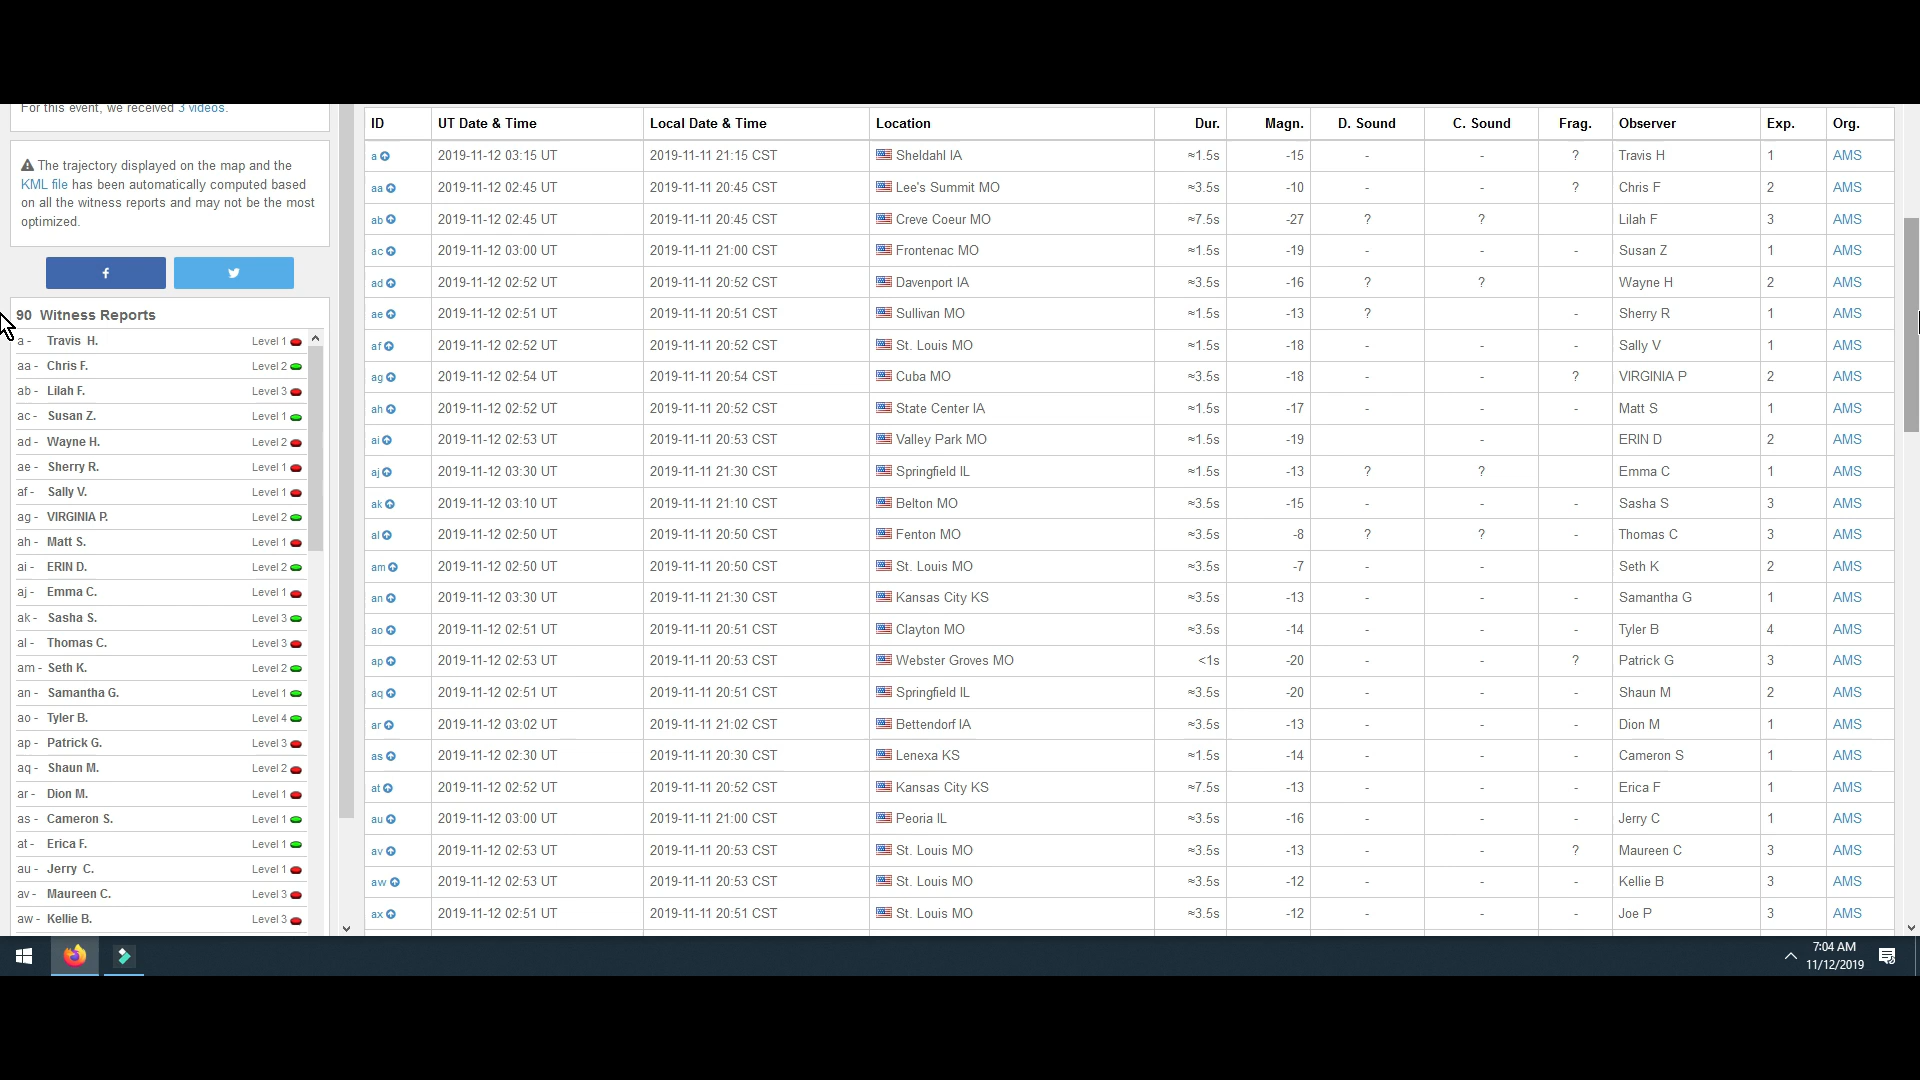 For this event, we received 3 videos.
The trajectory displayed on the map and the
KML file has been automatically computed based
on all the witness reports and may not be the most
optimized.
90 Witness Reports
a - Travis H. Level 1
aa - Chris F. Level 2
ab - Lilah F. Level 3
ac - Susan Z. Level 1
ad - Wayne H. Level 2
ae - Sherry R. Level 1
af - Sally V. Level 1
ag - VIRGINIA P. Level 2
ah - Matt S. Level 1
ai - ERIN D. Level 2
aj - Emma C. Level 1
ak - Sasha S. Level 3
al - Thomas C. Level 3
am - Seth K. Level 2
an - Samantha G. Level 1
ao - Tyler B. Level 4
ap - Patrick G. Level 3
aq - Shaun M. Level 2
ar - Dion M. Level 1
as - Cameron S. Level 1
at - Erica F. Level 1
au - Jerry C. Level 1
av - Maureen C. Level 3
aw - Kellie B. Level 3
ID UT Date & Time Local Date & Time Location Dur. Magn. D. Sound C. Sound Frag. Observer Exp. Org.
a 2019-11-12 03:15 UT 2019-11-11 21:15 CST Sheldahl IA ≈1.5s -15 - - ? Travis H 1 AMS
aa 2019-11-12 02:45 UT 2019-11-11 20:45 CST Lee's Summit MO ≈3.5s -10 - - ? Chris F 2 AMS
ab 2019-11-12 02:45 UT 2019-11-11 20:45 CST Creve Coeur MO ≈7.5s -27 ? ? Lilah F 3 AMS
ac 2019-11-12 03:00 UT 2019-11-11 21:00 CST Frontenac MO ≈1.5s -19 - - - Susan Z 1 AMS
ad 2019-11-12 02:52 UT 2019-11-11 20:52 CST Davenport IA ≈3.5s -16 ? ? Wayne H 2 AMS
ae 2019-11-12 02:51 UT 2019-11-11 20:51 CST Sullivan MO ≈1.5s -13 ? - Sherry R 1 AMS
af 2019-11-12 02:52 UT 2019-11-11 20:52 CST St. Louis MO ≈1.5s -18 - - - Sally V 1 AMS
ag 2019-11-12 02:54 UT 2019-11-11 20:54 CST Cuba MO ≈3.5s -18 - - ? VIRGINIA P 2 AMS
ah 2019-11-12 02:52 UT 2019-11-11 20:52 CST State Center IA ≈1.5s -17 - - - Matt S 1 AMS
ai 2019-11-12 02:53 UT 2019-11-11 20:53 CST Valley Park MO ≈1.5s -19 - ERIN D 2 AMS
aj 2019-11-12 03:30 UT 2019-11-11 21:30 CST Springfield IL ≈1.5s -13 ? ? Emma C 1 AMS
ak 2019-11-12 03:10 UT 2019-11-11 21:10 CST Belton MO ≈3.5s -15 - - - Sasha S 3 AMS
al 2019-11-12 02:50 UT 2019-11-11 20:50 CST Fenton MO ≈3.5s -8 ? ? - Thomas C 3 AMS
am 2019-11-12 02:50 UT 2019-11-11 20:50 CST St. Louis MO ≈3.5s -7 - - Seth K 2 AMS
an 2019-11-12 03:30 UT 2019-11-11 21:30 CST Kansas City KS ≈3.5s -13 - - - Samantha G 1 AMS
ao 2019-11-12 02:51 UT 2019-11-11 20:51 CST Clayton MO ≈3.5s -14 - - - Tyler B 4 AMS
ap 2019-11-12 02:53 UT 2019-11-11 20:53 CST Webster Groves MO <1s -20 - - ? Patrick G 3 AMS
aq 2019-11-12 02:51 UT 2019-11-11 20:51 CST Springfield IL ≈3.5s -20 - - - Shaun M 2 AMS
ar 2019-11-12 03:02 UT 2019-11-11 21:02 CST Bettendorf IA ≈3.5s -13 - - - Dion M 1 AMS
as 2019-11-12 02:30 UT 2019-11-11 20:30 CST Lenexa KS ≈1.5s -14 - - - Cameron S 1 AMS
at 2019-11-12 02:52 UT 2019-11-11 20:52 CST Kansas City KS ≈7.5s -13 - - - Erica F 1 AMS
au 2019-11-12 03:00 UT 2019-11-11 21:00 CST Peoria IL ≈3.5s -16 - - - Jerry C 1 AMS
av 2019-11-12 02:53 UT 2019-11-11 20:53 CST St. Louis MO ≈3.5s -13 - - ? Maureen C 3 AMS
aw 2019-11-12 02:53 UT 2019-11-11 20:53 CST St. Louis MO ≈3.5s -12 - - - Kellie B 3 AMS
ax 2019-11-12 02:51 UT 2019-11-11 20:51 CST St. Louis MO ≈3.5s -12 - - - Joe P 3 AMS
7:04 AM
11/12/2019